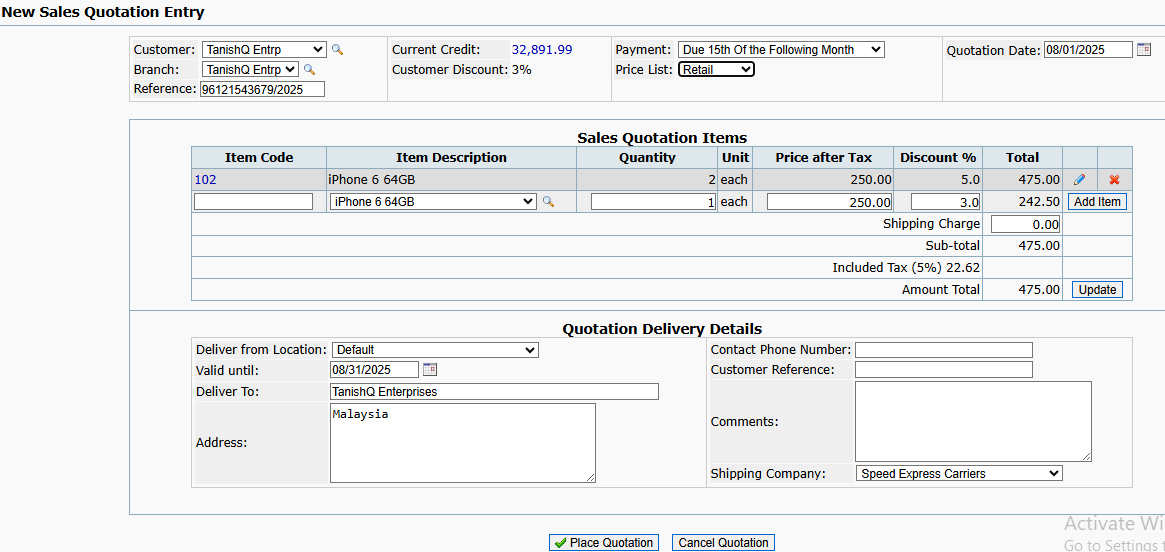 New Sales Quotation Entry
Customer: TanishQ Entrp Current Credit: 32,891.99 Payment: Due 15th Of the Following Month Quotation Date: 08/01/2025
Branch: TanishQ Entrp Customer Discount: 3% Price List: Retail
Reference: 96121543679/2025
Sales Quotation Items
Item Code Item Description Quantity Unit Price after Tax Discount % Total
102 iPhone 6 64GB 2 each 250.00 5.0 475.00
iPhone 6 64GB 1 each 250.00 3.0 242.50 Add Item
Shipping Charge 0.00
Sub-total 475.00
Included Tax (5%) 22.62
Amount Total 475.00 Update
Quotation Delivery Details
Deliver from Location: Default Contact Phone Number:
Valid until: 08/31/2025 Customer Reference:
Deliver To: TanishQ Enterprises
Address: Malaysia Comments:
Shipping Company: Speed Express Carriers
Place Quotation Cancel Quotation
Activate Wi
Go to Settings t